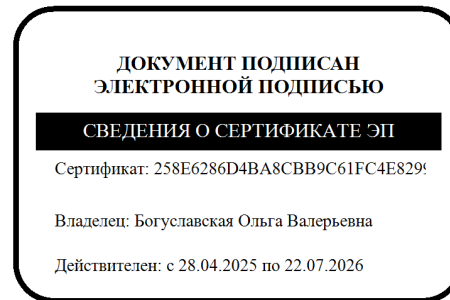 ДОКУМЕНТ ПОДПИСАН
ЭЛЕКТРОННОЙ ПОДПИСЬЮ
СВЕДЕНИЯ О СЕРТИФИКАТЕ ЭП
Сертификат: 258E6286D4BA8CBB9C61FC4E8299
Владелец: Богуславская Ольга Валерьевна
Действителен: с 28.04.2025 по 22.07.2026